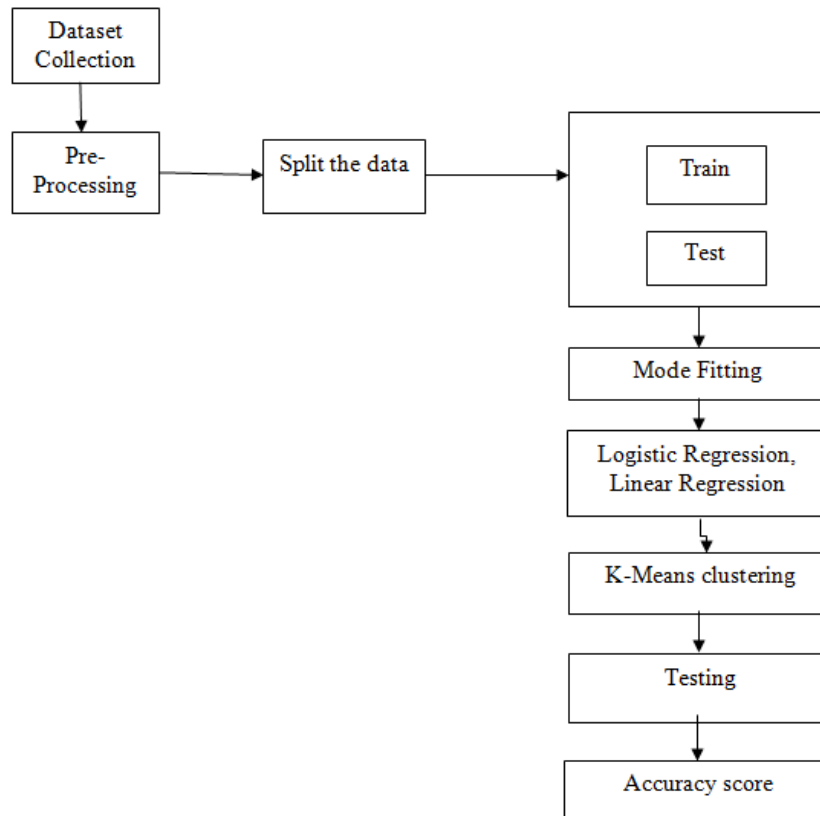 Dataset
Collection
Pre-
Processing
Split the data
Train
Test
Mode Fitting
Logistic Regression,
Linear Regression
K-Means clustering
Testing
Accuracy score